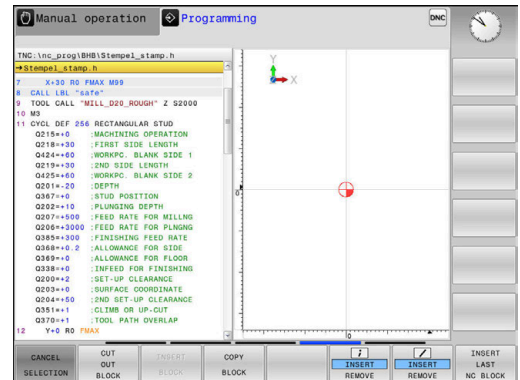 Manual operation
Programming
DNC
TNC:\nc_prog\BHB\Stempel_stamp.h
→Stempel_stamp.h
7 X+30 R0 FMAX M99
8 CALL LBL "safe"
9 TOOL CALL "MILL_D20_ROUGH" Z S2000
10 M3
11 CYCL DEF 256 RECTANGULAR STUD
Q215=+0 ;MACHINING OPERATION
Q218=+30 ;FIRST SIDE LENGTH
Q424=+60 ;WORKPC. BLANK SIDE 1
Q219=+30 ;2ND SIDE LENGTH
Q425=+60 ;WORKPC. BLANK SIDE 2
Q201=-20 ;DEPTH
Q367=+0 ;STUD POSITION
Q202=+10 ;PLUNGING DEPTH
Q207=+500 ;FEED RATE FOR MILLNG
Q206=+3000 ;FEED RATE FOR PLNGNG
Q385=+300 ;FINISHING FEED RATE
Q368=+0.2 ;ALLOWANCE FOR SIDE
Q369=+0 ;ALLOWANCE FOR FLOOR
Q338=+0 ;INFEED FOR FINISHING
Q200=+2 ;SET-UP CLEARANCE
Q203=+0 ;SURFACE COORDINATE
Q204=+50 ;2ND SET-UP CLEARANCE
Q351=+1 ;CLIMB OR UP-CUT
Q370=+1 ;TOOL PATH OVERLAP
12 Y+0 R0 FMAX
Y
X
0
0
CANCEL SELECTION
CUT OUT BLOCK
INSERT BLOCK
COPY BLOCK
INSERT REMOVE
INSERT REMOVE
INSERT LAST NC BLOCK